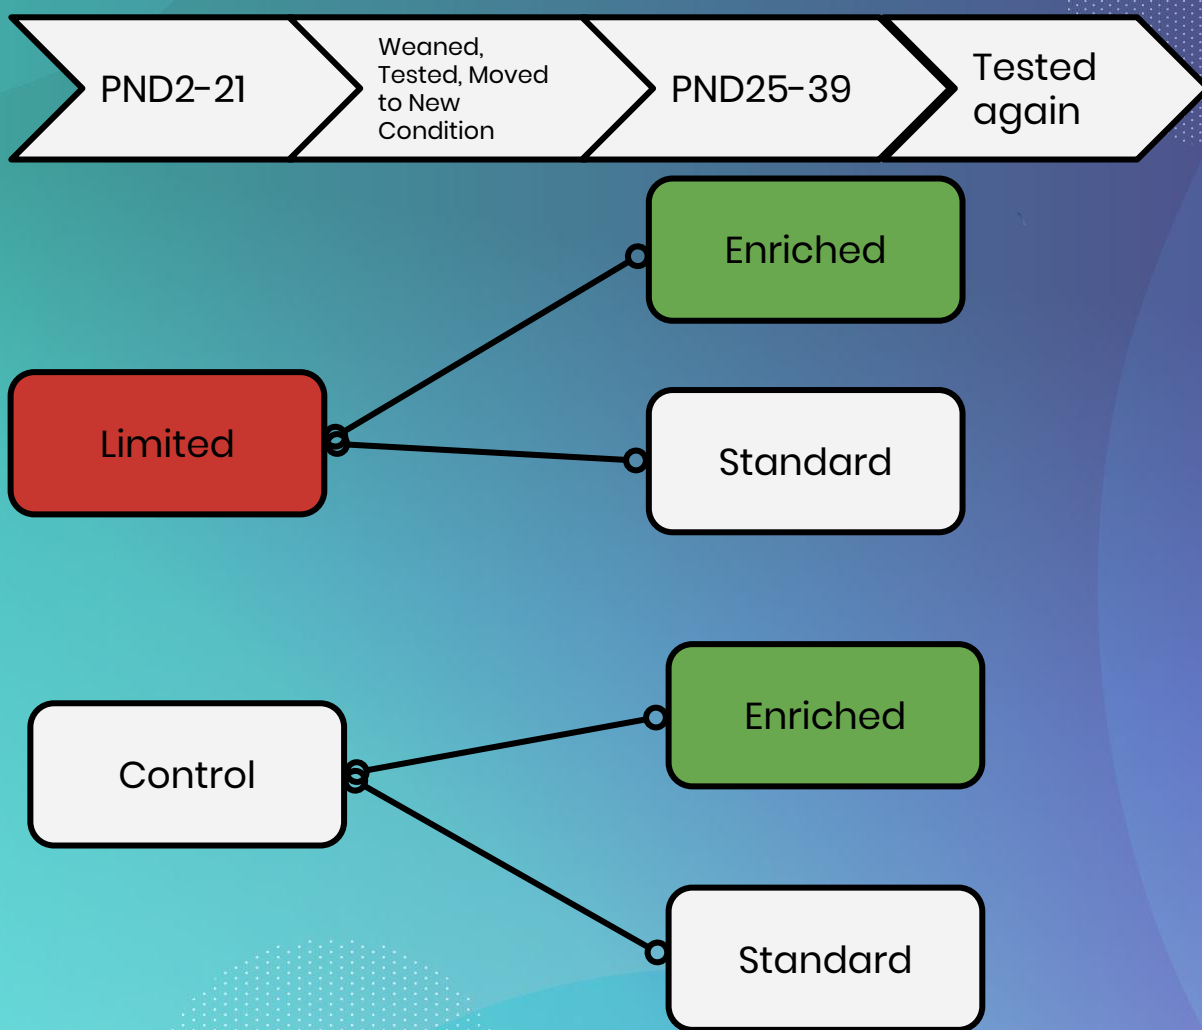 PND2-21
Weaned,
Tested, Moved
to New
Condition
PND25-39
Tested
again
Enriched
Limited
Standard
Enriched
Control
Standard